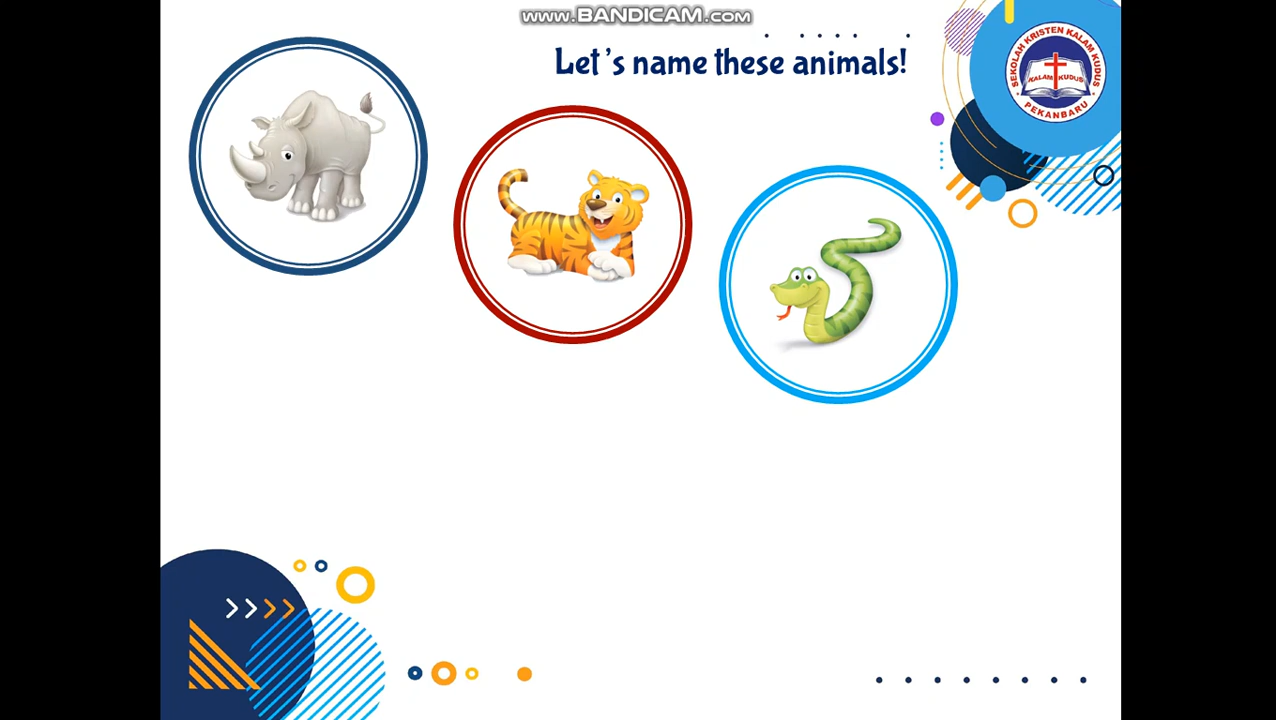 www.BANDICAM.com
Let's name these animals!
SEKOLAH KRISTEN KALAM KUDUS
KALAM KUDUS
PEKANBARU